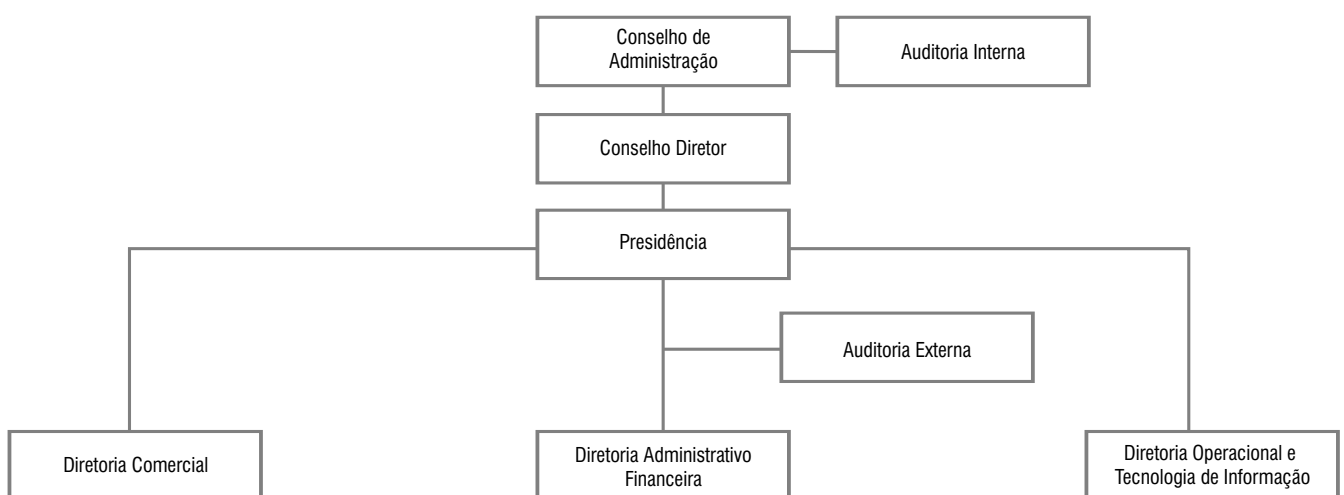 Conselho de
Administração
Auditoria Interna
Conselho Diretor
Presidência
Auditoria Externa
Diretoria Comercial
Diretoria Administrativo
Financeira
Diretoria Operacional e
Tecnologia de Informação